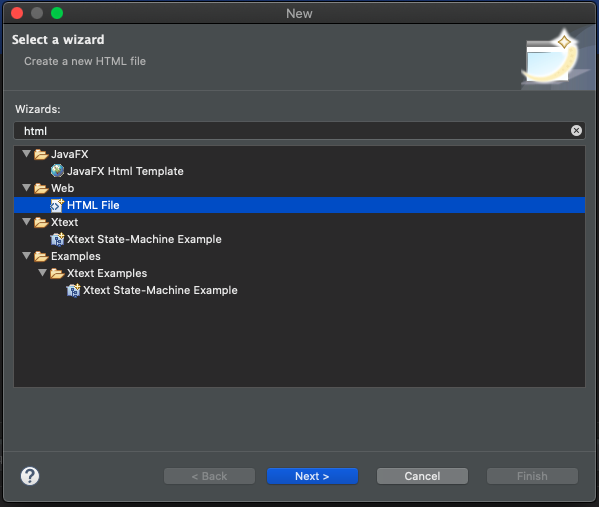 New
Select a wizard
Create a new HTML file
Wizards:
html
JavaFX
JavaFX Html Template
Web
HTML File
Xtext
Xtext State-Machine Example
Examples
Xtext Examples
Xtext State-Machine Example
? < Back Next > Cancel Finish